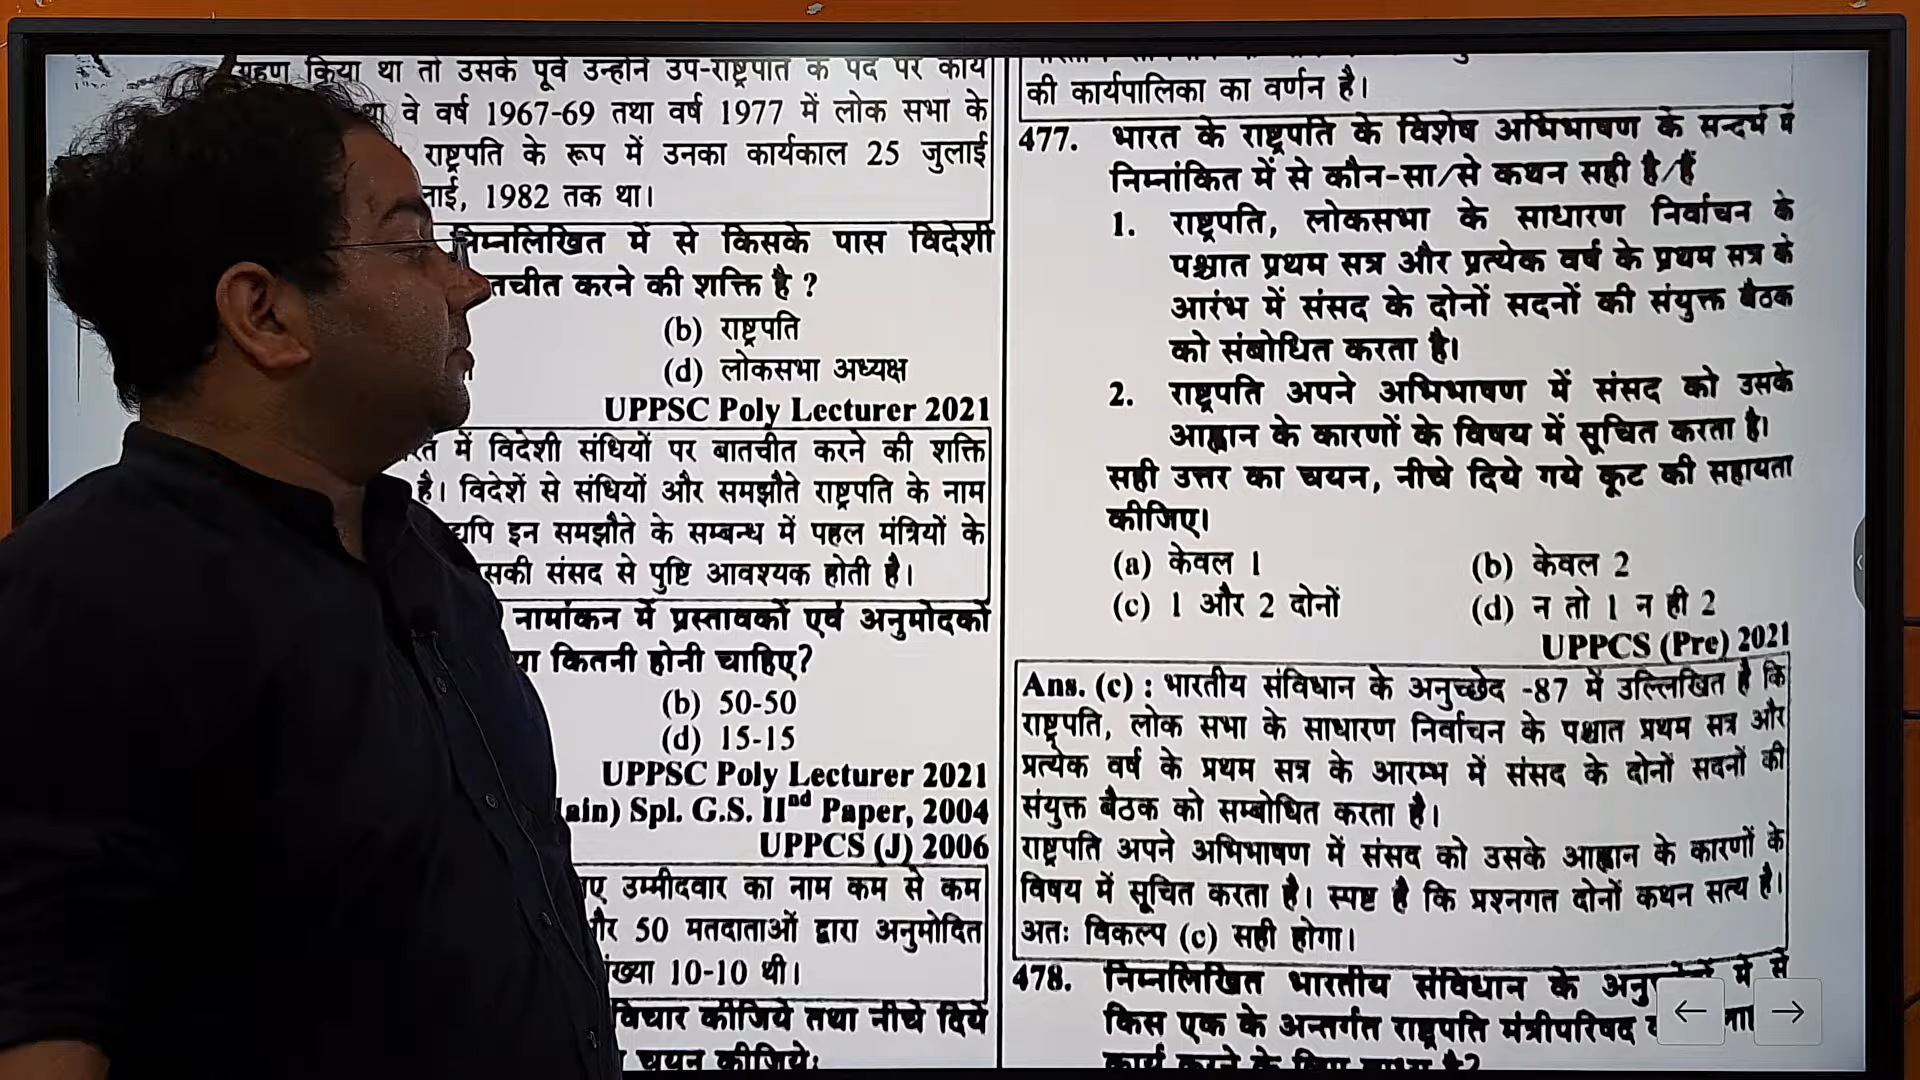 ग्रहण किया था तो उसके पूर्व उन्होंने उप-राष्ट्रपति के पद पर कार्य
वे वर्ष 1967-69 तथा वर्ष 1977 में लोक सभा के
राष्ट्रपति के रूप में उनका कार्यकाल 25 जुलाई
1982 तक था।
निम्नलिखित में से किसके पास विदेशी
करने की शक्ति है ?
(b) राष्ट्रपति
(d) लोकसभा अध्यक्ष
UPPSC Poly Lecturer 2021
में विदेशी संधियों पर बातचीत करने की शक्ति
है। विदेशें से संधियों और समझौते राष्ट्रपति के नाम
इन समझौते के सम्बन्ध में पहल मंत्रियों के
संसद से पुष्टि आवश्यक होती है।
नामांकन में प्रस्तावकों एवं अनुमोदकों
कितनी होनी चाहिए?
(b) 50-50
(d) 15-15
UPPSC Poly Lecturer 2021
Spl. G.S. IInd Paper, 2004
UPPCS (J) 2006
उम्मीदवार का नाम कम से कम
50 मतदाताओं द्वारा अनुमोदित
10-10 थी।
विचार कीजिये तथा नीचे दिये
चयन कीजिये:
की कार्यपालिका का वर्णन है।
477. भारत के राष्ट्रपति के विशेष अभिभाषण के सन्दर्भ में
निम्नांकित में से कौन-सा/से कथन सही है/हैं
1. राष्ट्रपति, लोकसभा के साधारण निर्वाचन के
पश्चात प्रथम सत्र और प्रत्येक वर्ष के प्रथम सत्र के
आरंभ में संसद के दोनों सदनों की संयुक्त बैठक
को संबोधित करता है।
2. राष्ट्रपति अपने अभिभाषण में संसद को उसके
आह्वान के कारणों के विषय में सूचित करता है।
सही उत्तर का चयन, नीचे दिये गये कूट की सहायता
कीजिए।
(a) केवल 1 (b) केवल 2
(c) 1 और 2 दोनों (d) न तो 1 न ही 2
UPPCS (Pre) 2021
Ans. (c) : भारतीय संविधान के अनुच्छेद -87 में उल्लिखित है कि
राष्ट्रपति, लोक सभा के साधारण निर्वाचन के पश्चात प्रथम सत्र और
प्रत्येक वर्ष के प्रथम सत्र के आरम्भ में संसद के दोनों सदनों की
संयुक्त बैठक को सम्बोधित करता है।
राष्ट्रपति अपने अभिभाषण में संसद को उसके आह्वान के कारणों के
विषय में सूचित करता है। स्पष्ट है कि प्रश्नगत दोनों कथन सत्य है।
अतः विकल्प (c) सही होगा।
478. निम्नलिखित भारतीय संविधान के में से
किस एक के अन्तर्गत राष्ट्रपति मंत्रीपरिषद
कार्य करने के लिए बाध्य है?